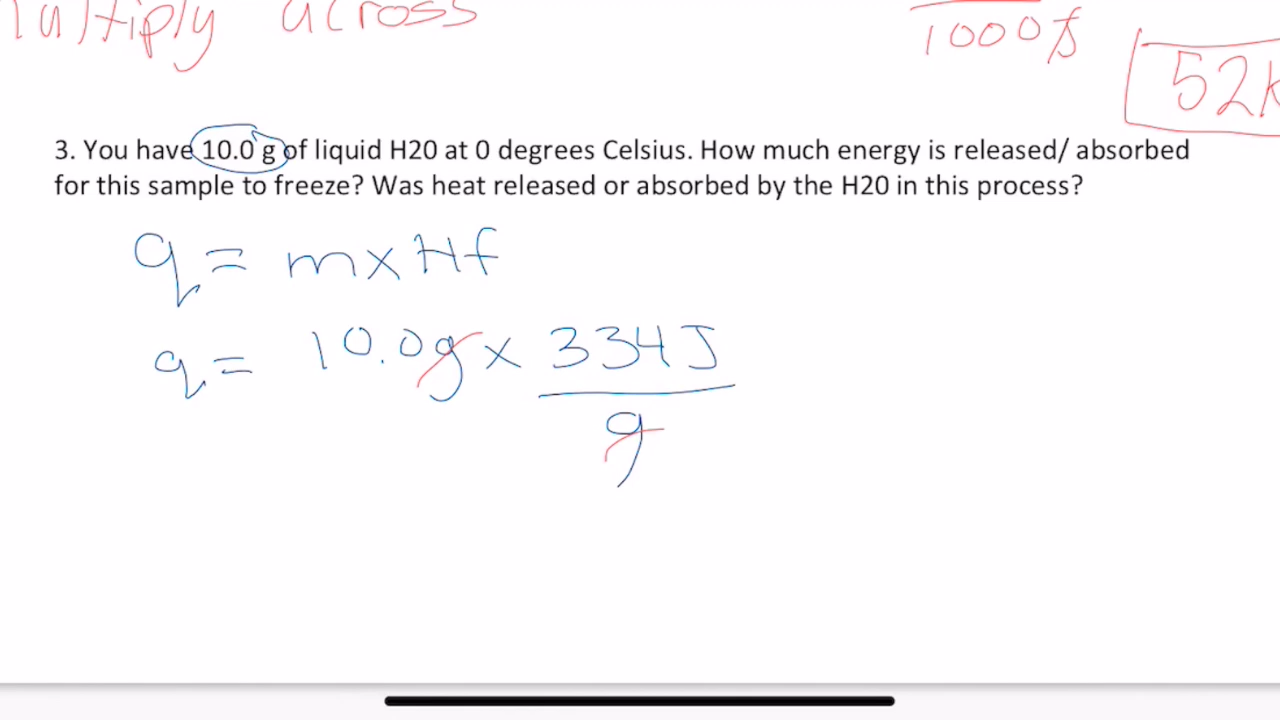 multiply across
1000J
52k
3. You have 10.0 g of liquid H20 at 0 degrees Celsius. How much energy is released/ absorbed
for this sample to freeze? Was heat released or absorbed by the H20 in this process?
q = m x Hf
q = 10.0g x 334J
g